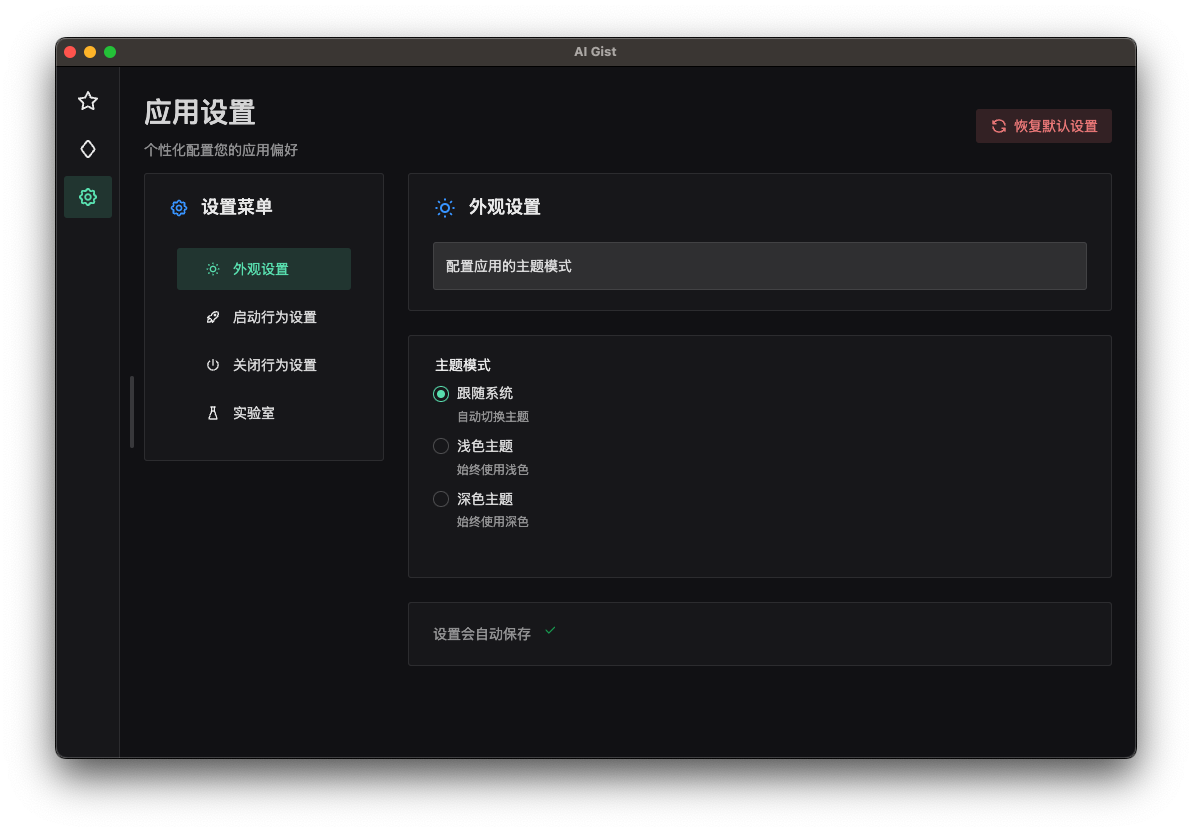 AI Gist
应用设置
个性化配置您的应用偏好
恢复默认设置
设置菜单
外观设置
启动行为设置
关闭行为设置
实验室
外观设置
配置应用的主题模式
主题模式
跟随系统
自动切换主题
浅色主题
始终使用浅色
深色主题
始终使用深色
设置会自动保存